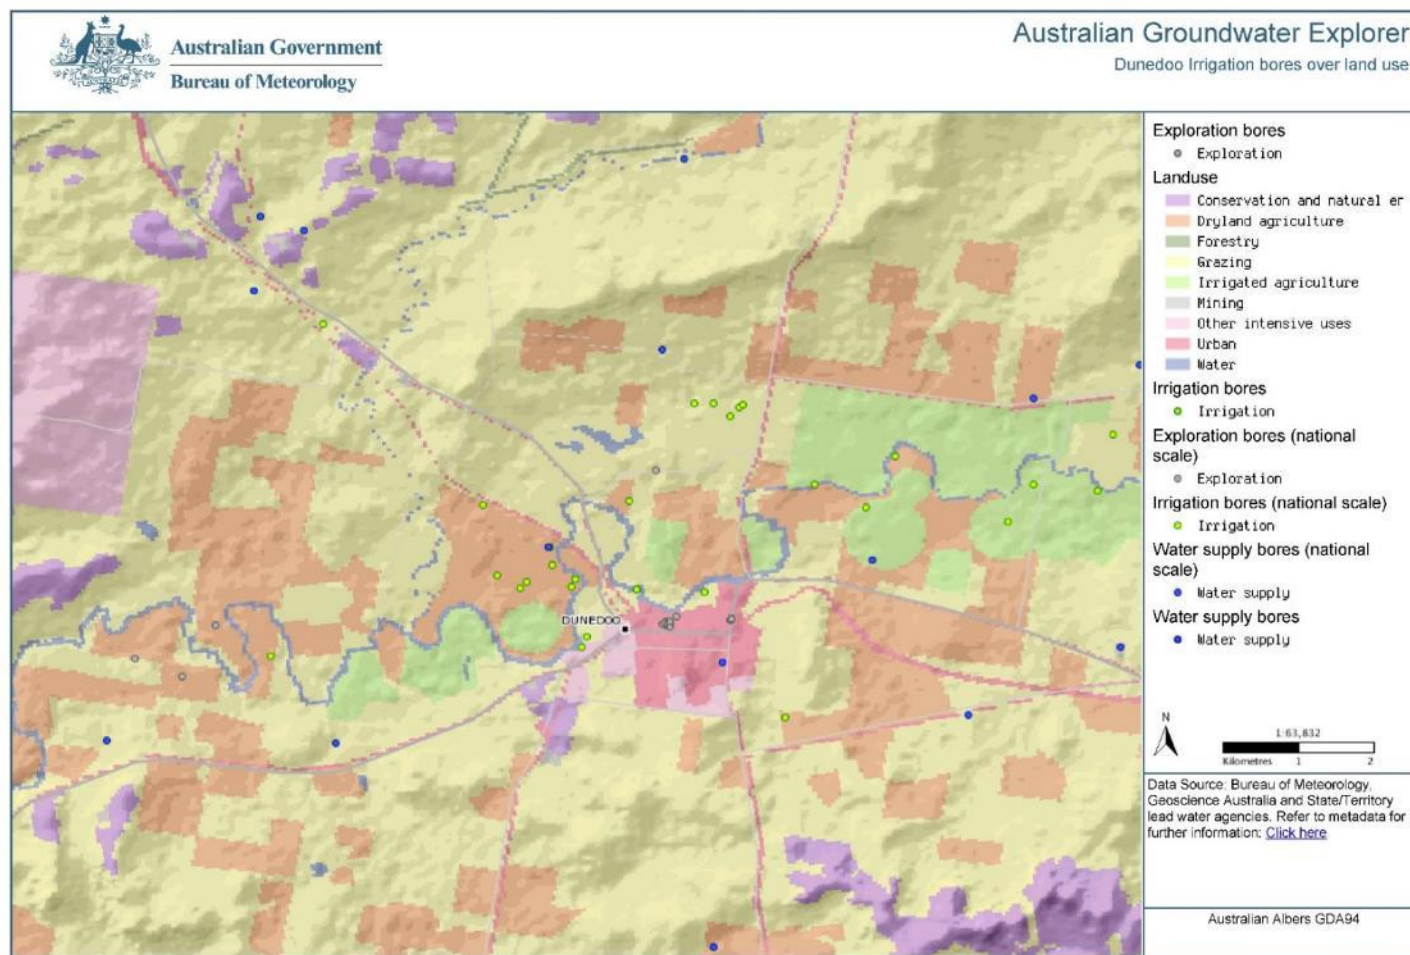 Australian Government
Bureau of Meteorology
Australian Groundwater Explorer
Dunedoo Irrigation bores over land use
DUNEDOO
Exploration bores
Exploration
Landuse
Conservation and natural er
Dryland agriculture
Forestry
Grazing
Irrigated agriculture
Mining
Other intensive uses
Urban
Water
Irrigation bores
Irrigation
Exploration bores (national
scale)
Exploration
Irrigation bores (national scale)
Irrigation
Water supply bores (national
scale)
Water supply
Water supply bores
Water supply
N
1:63,832
Kilometres 1 2
Data Source: Bureau of Meteorology,
Geoscience Australia and State/Territory
lead water agencies. Refer to metadata for
further information: Click here
Australian Albers GDA94